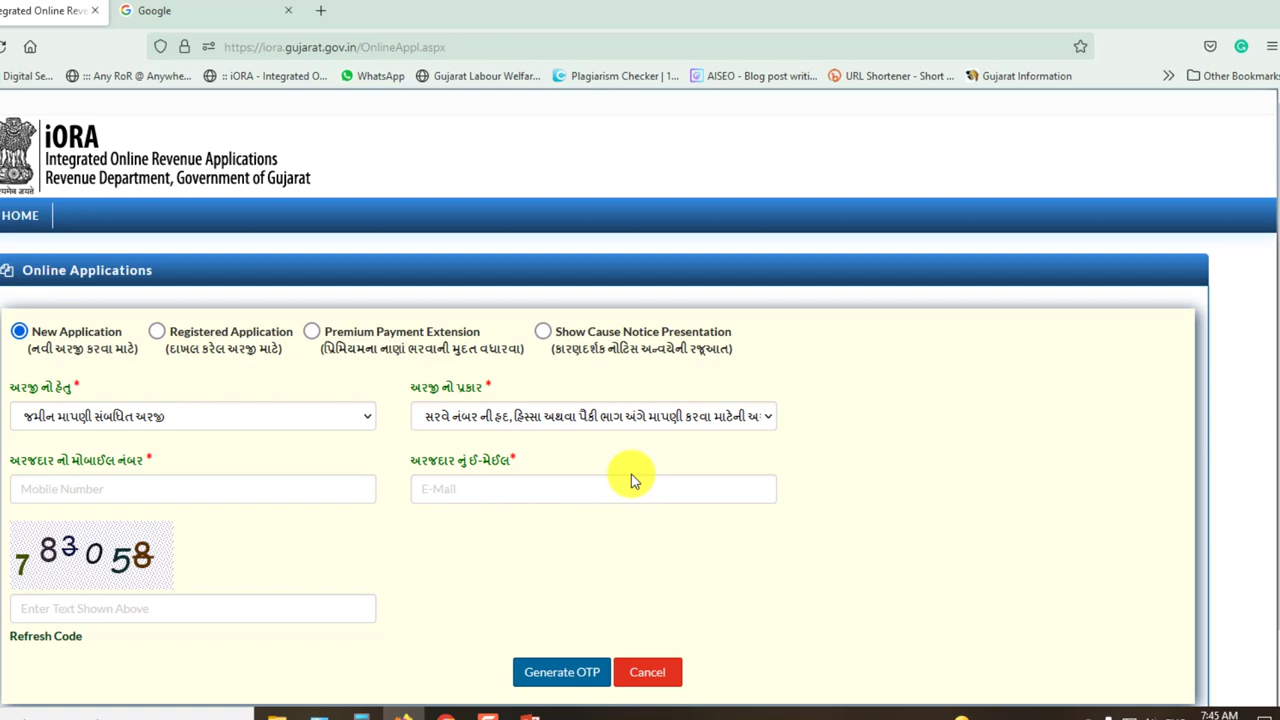 Google
https://iora.gujarat.gov.in/OnlineAppl.aspx
Digital Se... ::: Any RoR @ Anywhe... :: iORA - Integrated O... WhatsApp Gujarat Labour Welfar... Plagiarism Checker | 1... AISEO - Blog post writi... URL Shortener - Short ... Gujarat Information Other Bookmarks
iORA
Integrated Online Revenue Applications
Revenue Department, Government of Gujarat
सत्यमेव जयते
HOME
Online Applications
New Application Registered Application Premium Payment Extension Show Cause Notice Presentation
(નવી અરજી કરવા માટે) (દાખલ કરેલ અરજી માટે) (પ્રિમિયમના નાણાં ભરવાની મુદત વધારવા) (કારણદર્શક નોટિસ અન્વયેની રજૂઆત)
અરજી નો હેતુ * અરજી નો પ્રકાર *
જમીન માપણી સંબધિત અરજી સરવે નંબર ની હદ,હિસ્સા અથવા પૈકી ભાગ અંગે માપણી કરવા માટેની
અરજદાર નો મોબાઈલ નંબર * અરજદાર નું ઈ-મેઈલ*
Mobile Number E-Mail
783058
Enter Text Shown Above
Refresh Code
Generate OTP Cancel
7:45 AM